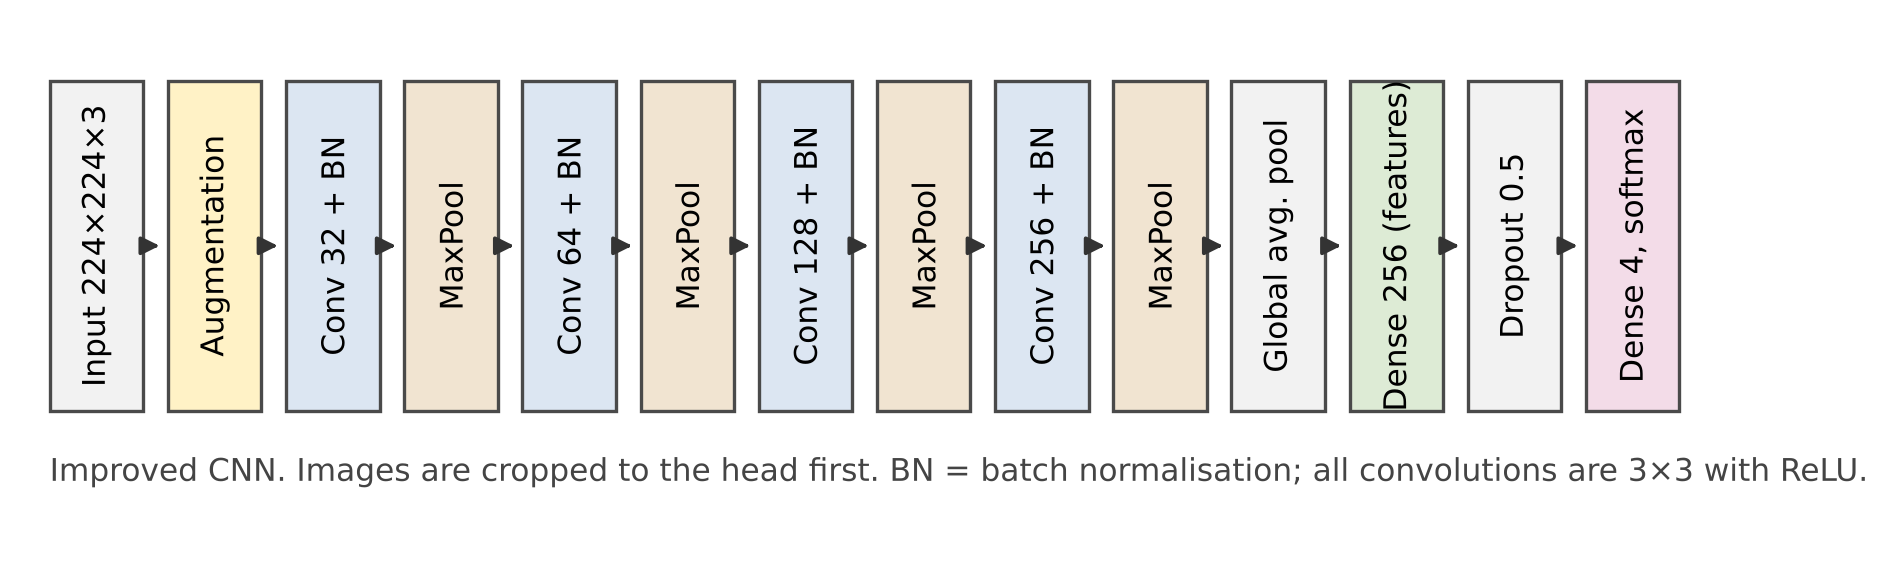 Input 224×224×3
Augmentation
Conv 32 + BN
MaxPool
Conv 64 + BN
MaxPool
Conv 128 + BN
MaxPool
Conv 256 + BN
MaxPool
Global avg. pool
Dense 256 (features)
Dropout 0.5
Dense 4, softmax
Improved CNN. Images are cropped to the head first. BN = batch normalisation; all convolutions are 3×3 with ReLU.